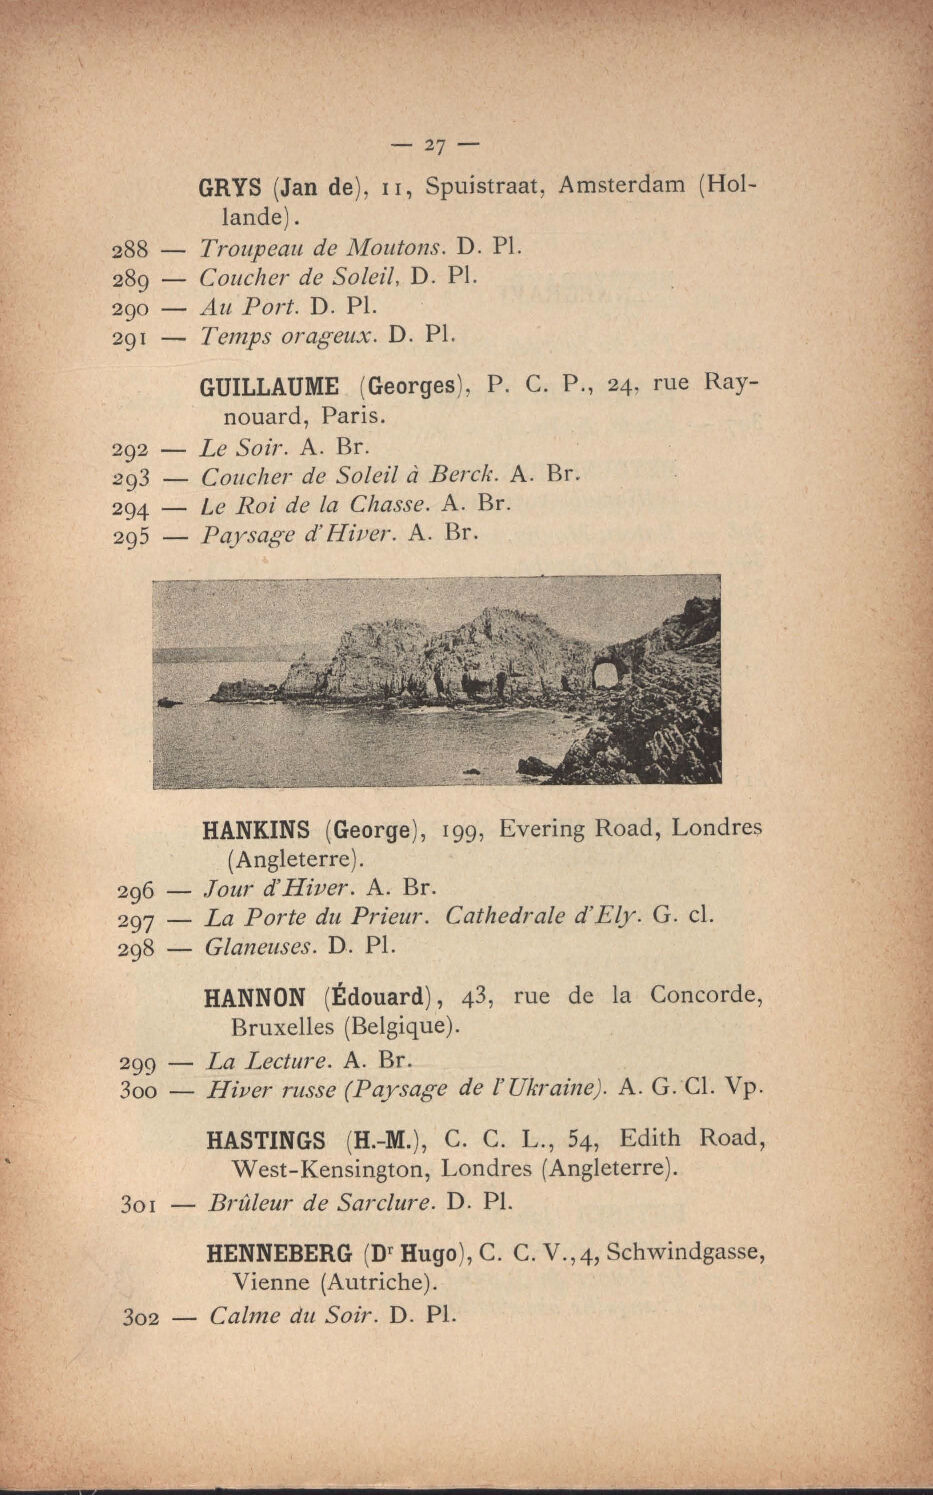 — 27 —
GRYS (Jan de), 11, Spuistraat, Amsterdam (Hol-
lande).
288 — Troupeau de Moutons. D. Pl.
289 — Coucher de Soleil, D. Pl.
290 — Au Port. D. Pl.
291 — Temps orageux. D. Pl.
GUILLAUME (Georges), P. C. P., 24, rue Ray-
nouard, Paris.
292 — Le Soir. A. Br.
293 — Coucher de Soleil à Berck. A. Br.
294 — Le Roi de la Chasse. A. Br.
295 — Paysage d'Hiver. A. Br.
HANKINS (George), 199, Evering Road, Londres
(Angleterre).
296 — Jour d'Hiver. A. Br.
297 — La Porte du Prieur. Cathedrale d'Ely. G. cl.
298 — Glaneuses. D. Pl.
HANNON (Édouard), 43, rue de la Concorde,
Bruxelles (Belgique).
299 — La Lecture. A. Br.
300 — Hiver russe (Paysage de l'Ukraine). A. G. Cl. Vp.
HASTINGS (H.-M.), C. C. L., 54, Edith Road,
West-Kensington, Londres (Angleterre).
301 — Brûleur de Sarclure. D. Pl.
HENNEBERG (Dr Hugo), C. C. V., 4, Schwindgasse,
Vienne (Autriche).
302 — Calme du Soir. D. Pl.